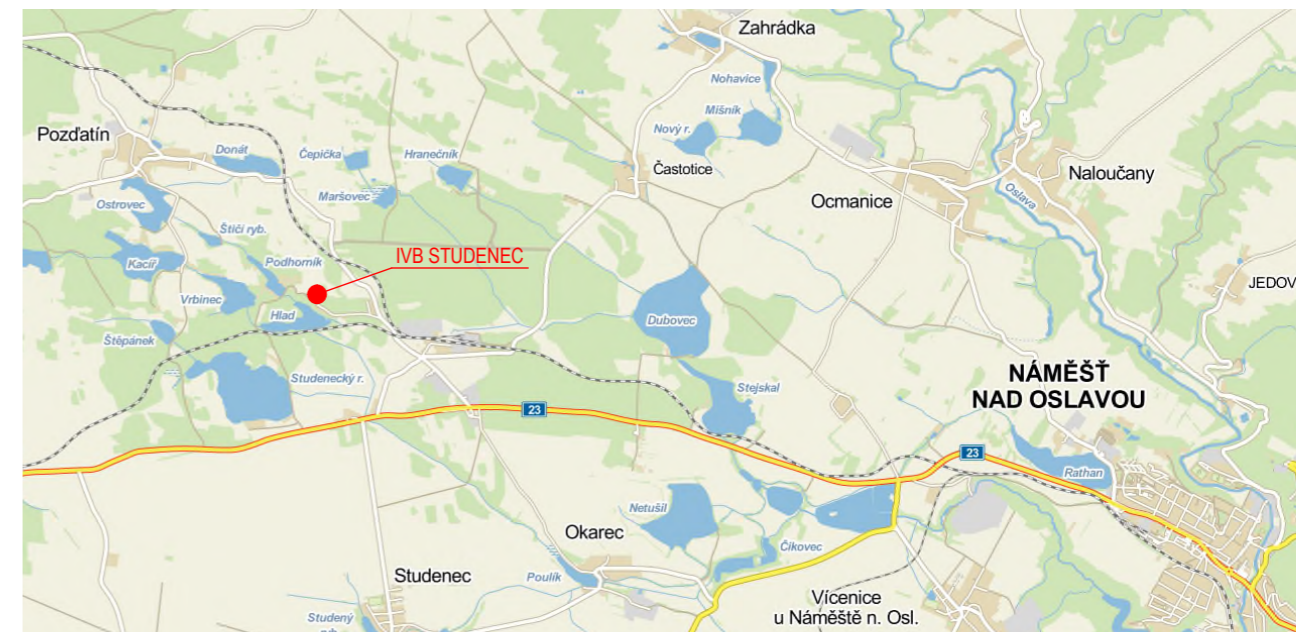 Zahrádka
Nohavice
Mišník
Nový r.
Pozďatín
Donát
Čepička
Hranečník
Častotice
Naloučany
Maršovec
Ocmanice
Oslava
Ostrovec
Štičí ryb.
IVB STUDENEC
Podhorník
Kacíř
JEDOV
Vrbinec
Hlad
Dubovec
Štěpánek
NÁMĚŠŤ
NAD OSLAVOU
Studenecký r.
Stejskal
23
23
Rathan
Netušil
Okarec
Čikovec
Studenec
Poulík
Vícenice
u Náměště n. Osl.
Studený